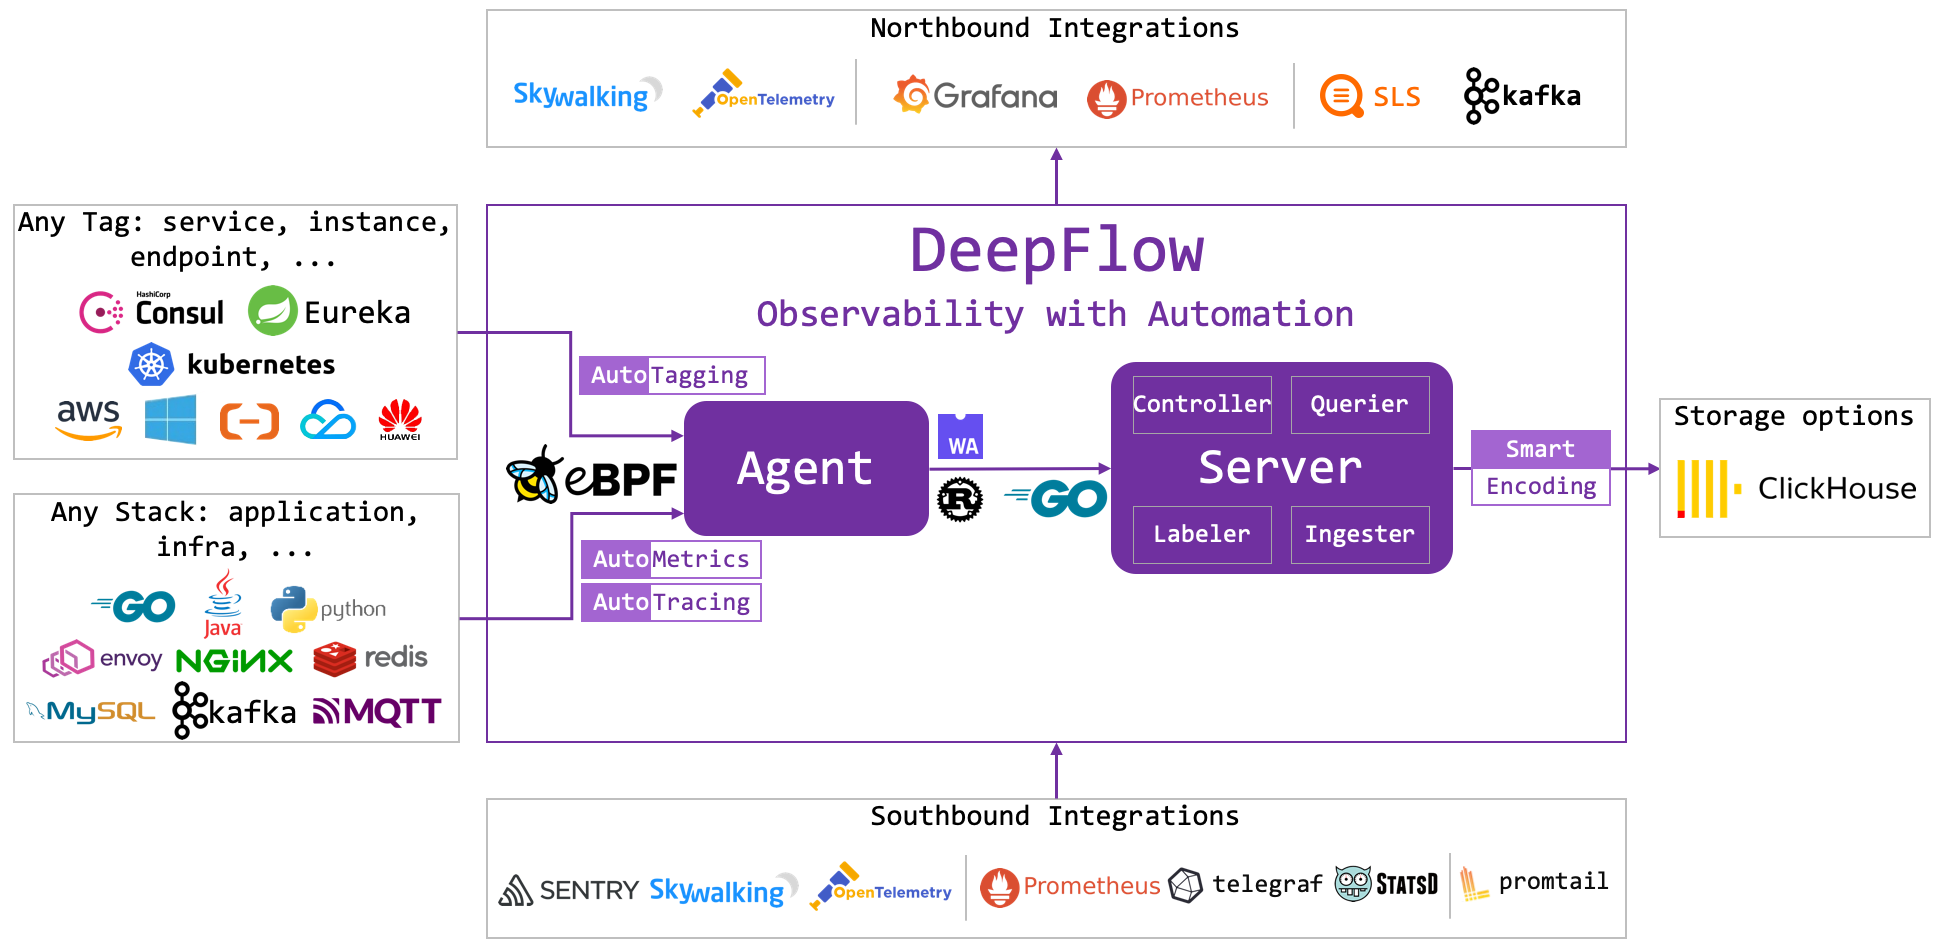 Northbound Integrations
Skywalking
OpenTelemetry
Grafana
Prometheus
SLS
kafka
Any Tag: service, instance,
endpoint, ...
HashiCorp
Consul
Eureka
kubernetes
aws
HUAWEI
Any Stack: application,
infra, ...
GO
Java
python
envoy
NGINX
redis
MySQL
kafka
MQTT
DeepFlow
Observability with Automation
AutoTagging
eBPF
Agent
AutoMetrics
AutoTracing
WA
R
GO
Controller
Querier
Server
Labeler
Ingester
Smart
Encoding
Storage options
ClickHouse
Southbound Integrations
SENTRY
Skywalking
OpenTelemetry
Prometheus
telegraf
STATSD
promtail